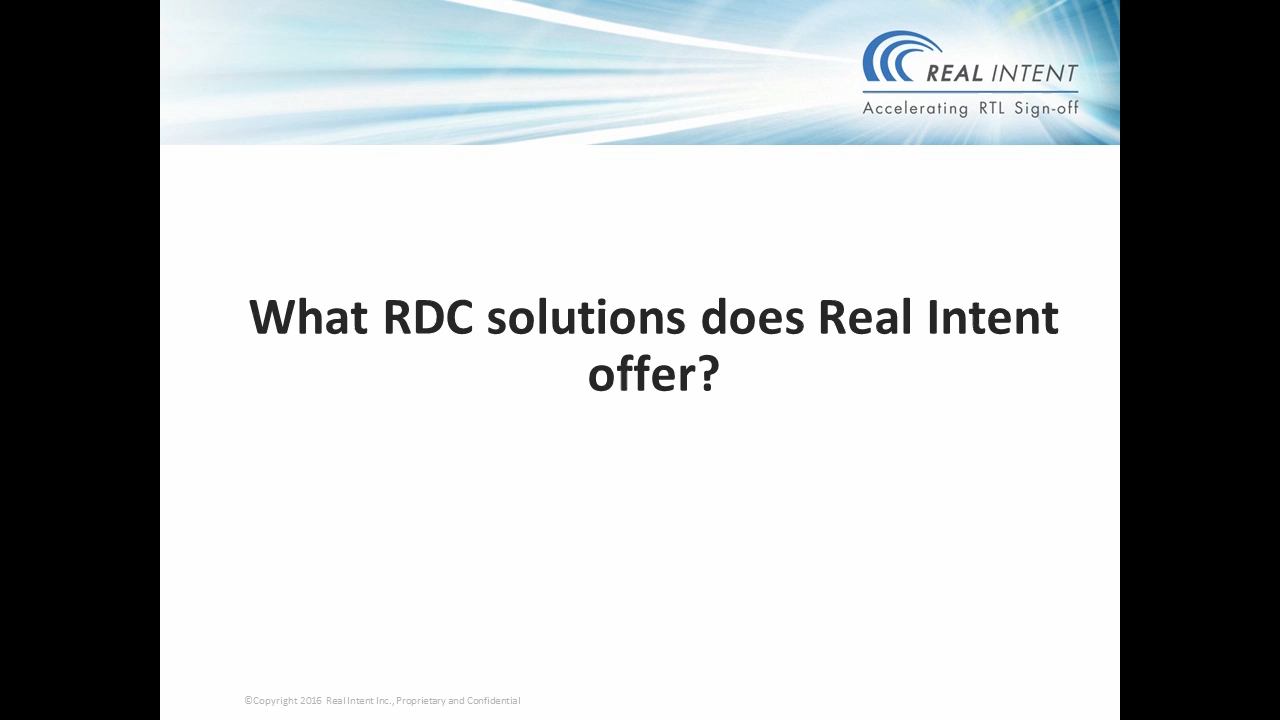 REAL INTENT
Accelerating RTL Sign-off
What RDC solutions does Real Intent
offer?
©Copyright 2016 Real Intent Inc., Proprietary and Confidential